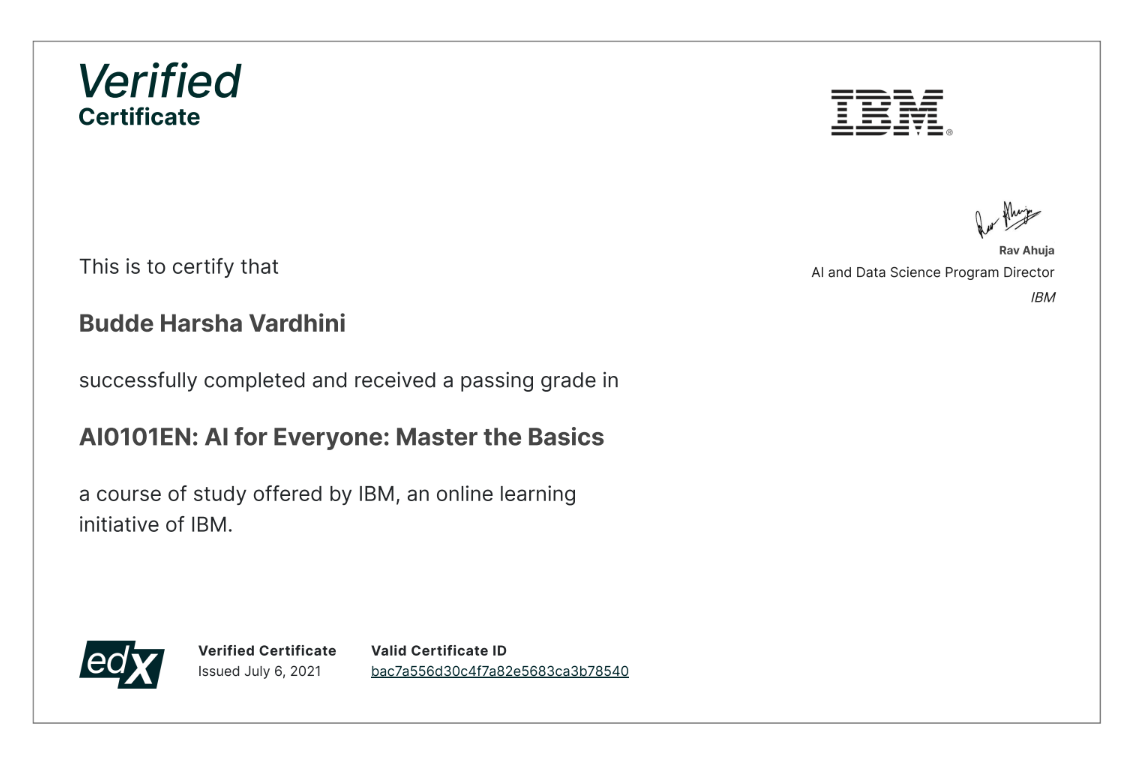 Verified
Certificate
IBM®
Rav Ahuja
Rav Ahuja
AI and Data Science Program Director
IBM
This is to certify that
Budde Harsha Vardhini
successfully completed and received a passing grade in
AI0101EN: AI for Everyone: Master the Basics
a course of study offered by IBM, an online learning
initiative of IBM.
edX
Verified Certificate
Issued July 6, 2021
Valid Certificate ID
bac7a556d30c4f7a82e5683ca3b78540